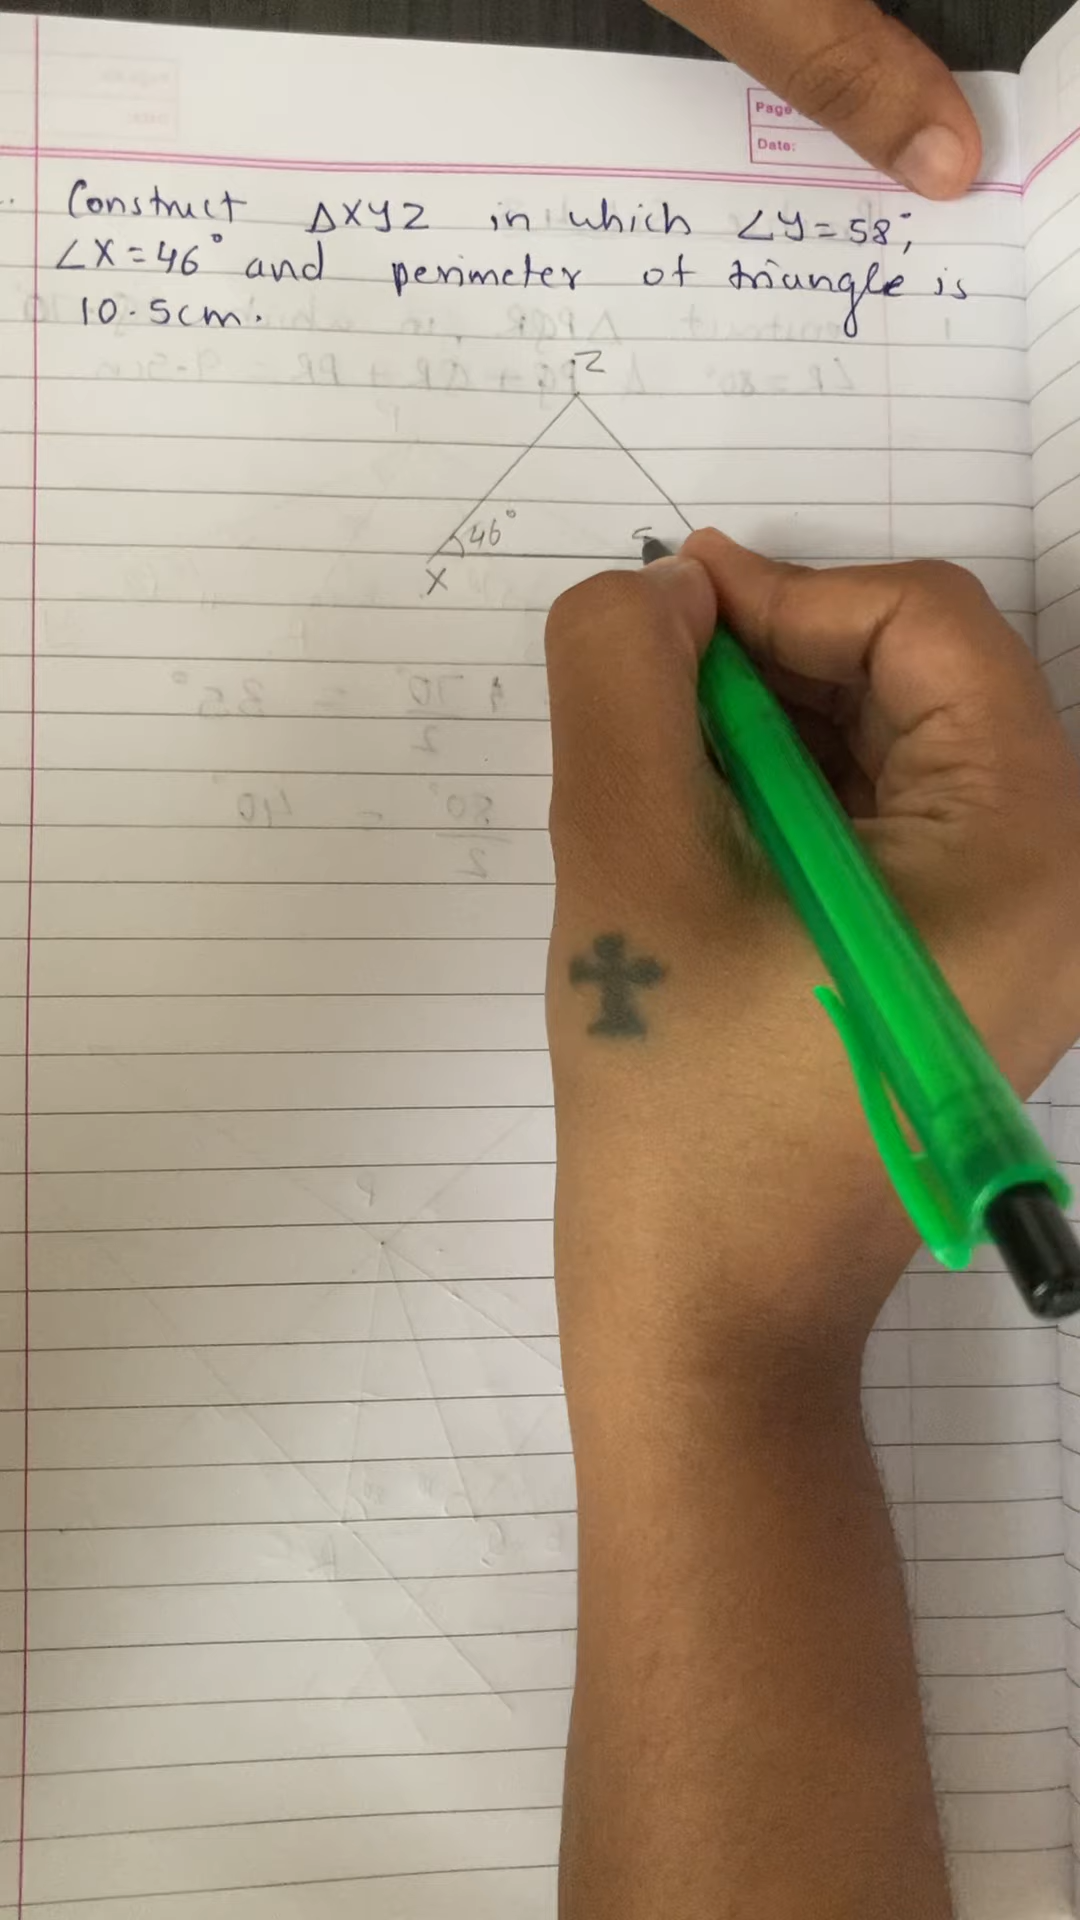 Page
Date:
Construct ΔXYZ in which ∠Y=58°,
∠X=46° and perimeter of triangle is
10.5cm.
Z
46°
X